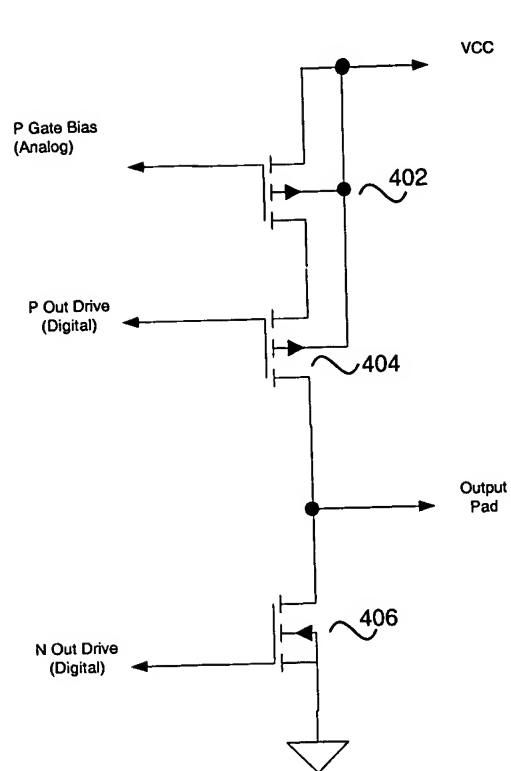 VCC
P Gate Bias
(Analog)
402
P Out Drive
(Digital)
404
Output
Pad
406
N Out Drive
(Digital)